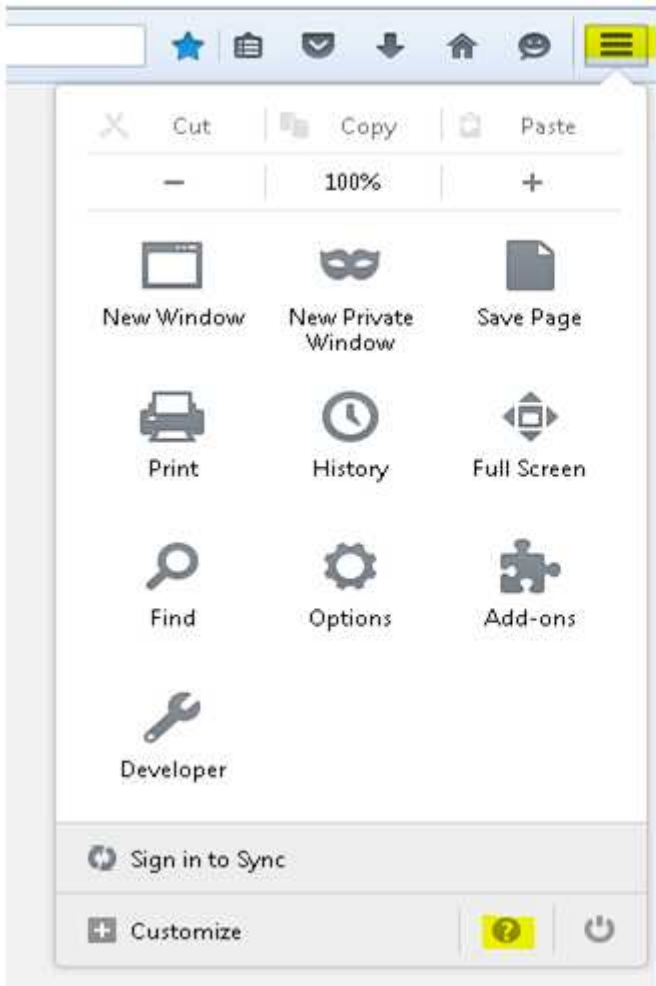 Cut Copy Paste
− 100% +
New Window New Private Window Save Page
Print History Full Screen
Find Options Add-ons
Developer
Sign in to Sync
Customize